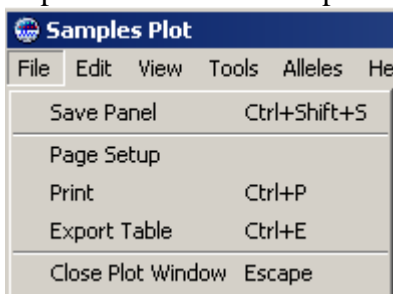 Samples Plot
File Edit View Tools Alleles He
Save Panel Ctrl+Shift+S
Page Setup
Print Ctrl+P
Export Table Ctrl+E
Close Plot Window Escape